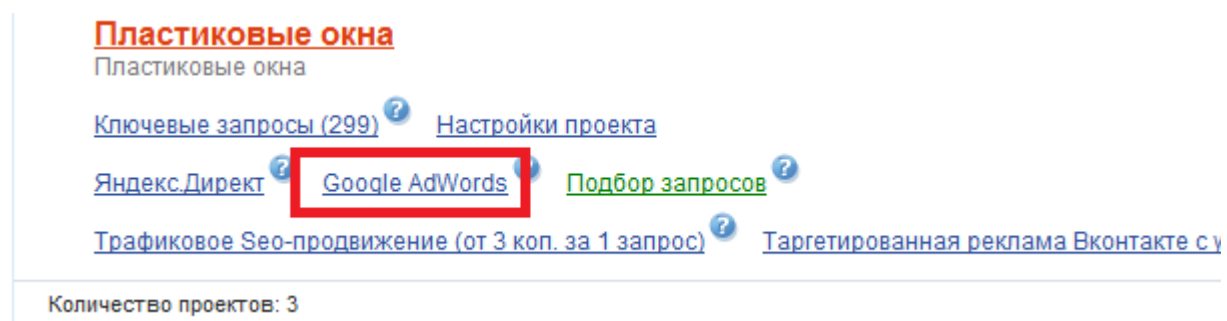 Пластиковые окна
Пластиковые окна
Ключевые запросы (299) ? Настройки проекта
Яндекс.Директ ? Google AdWords Подбор запросов ?
Трафиковое Seo-продвижение (от 3 коп. за 1 запрос) ? Таргетированная реклама Вконтакте с
Количество проектов: 3